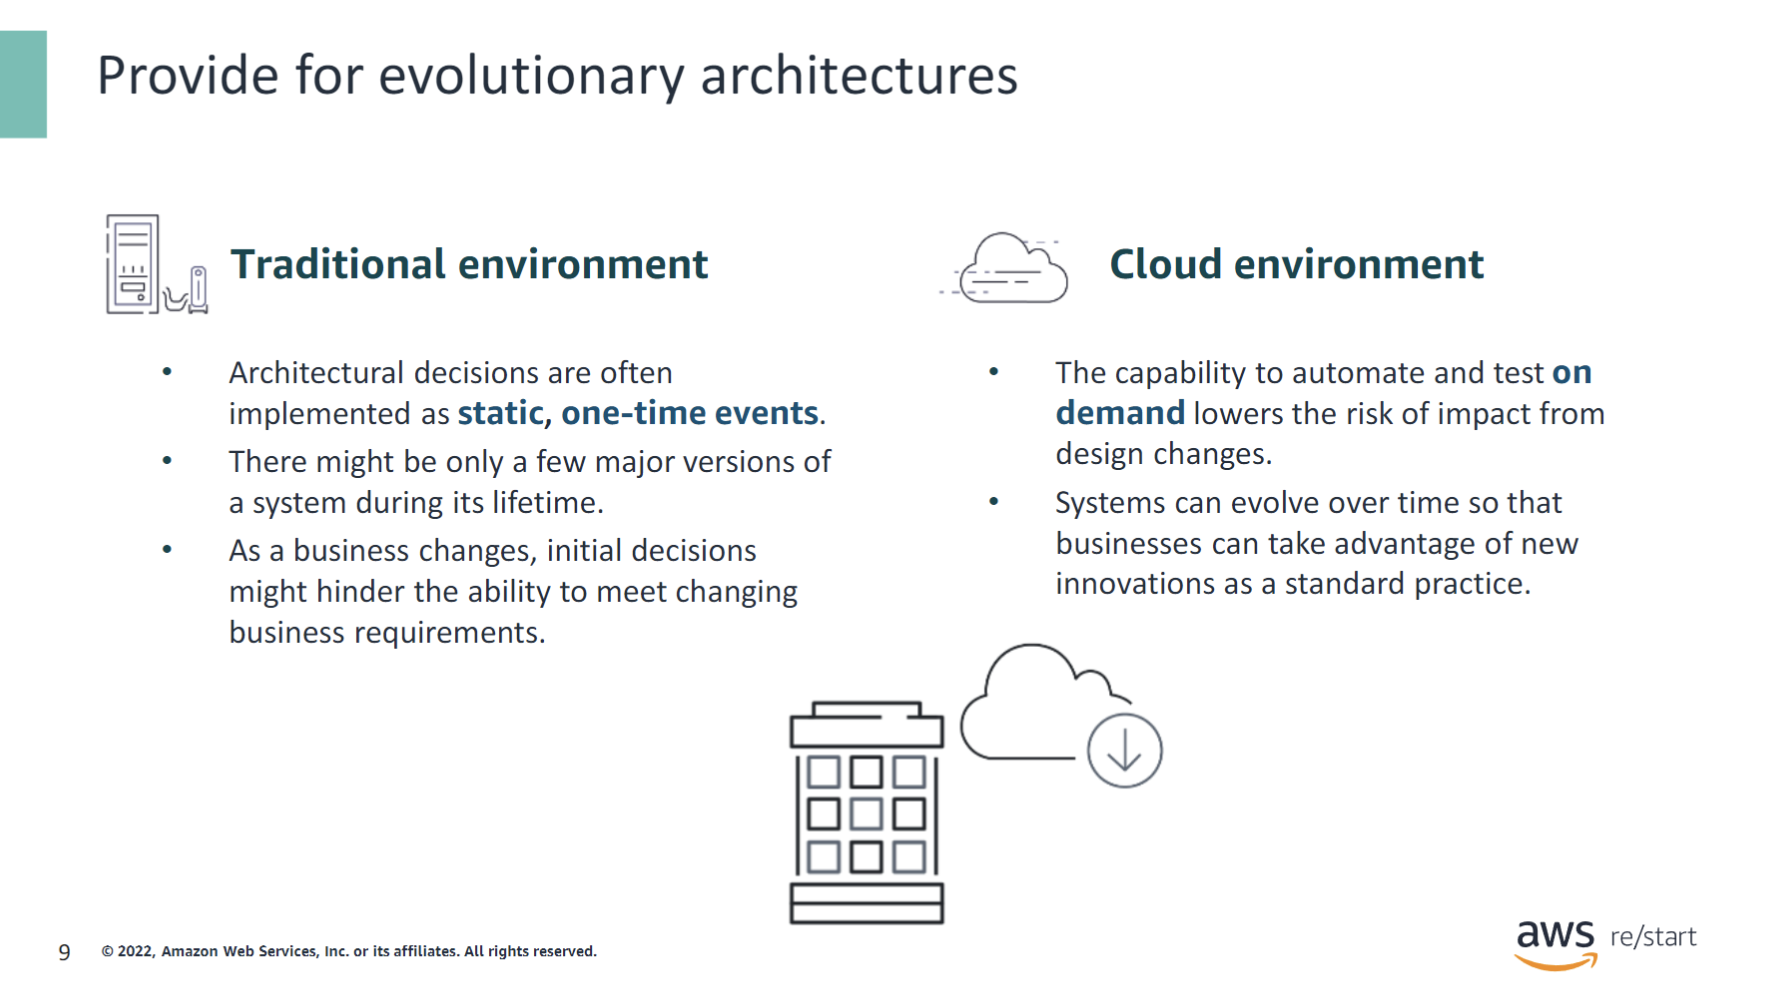 Provide for evolutionary architectures
Traditional environment
• Architectural decisions are often
implemented as static, one-time events.
• There might be only a few major versions of
a system during its lifetime.
• As a business changes, initial decisions
might hinder the ability to meet changing
business requirements.
Cloud environment
• The capability to automate and test on
demand lowers the risk of impact from
design changes.
• Systems can evolve over time so that
businesses can take advantage of new
innovations as a standard practice.
9
© 2022, Amazon Web Services, Inc. or its affiliates. All rights reserved.
aws re/start